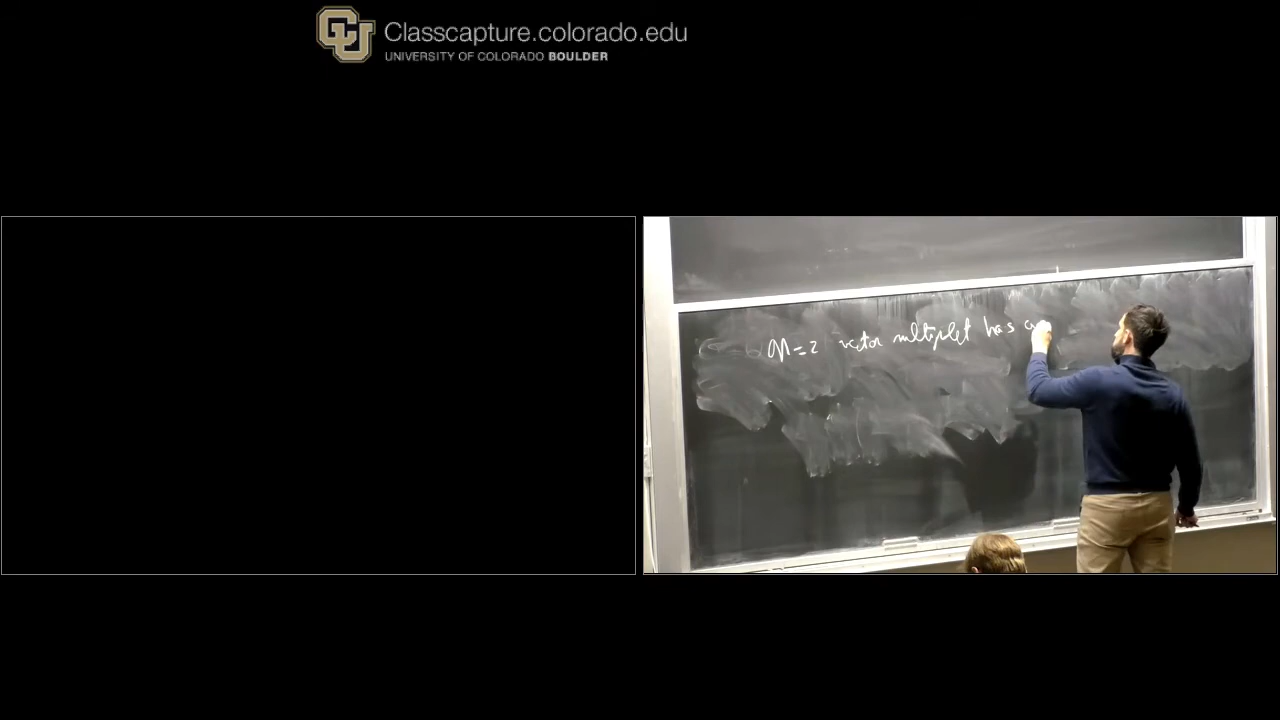 Classcapture.colorado.edu
UNIVERSITY OF COLORADO BOULDER
N=2 vector multiplet has